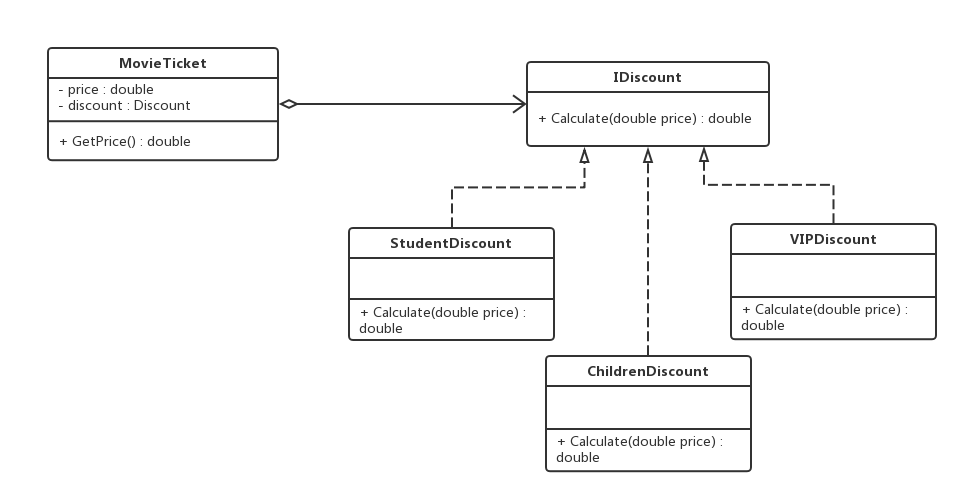 MovieTicket
- price : double
- discount : Discount
+ GetPrice() : double
IDiscount
+ Calculate(double price) : double
StudentDiscount
+ Calculate(double price) :
double
VIPDiscount
+ Calculate(double price) :
double
ChildrenDiscount
+ Calculate(double price) :
double